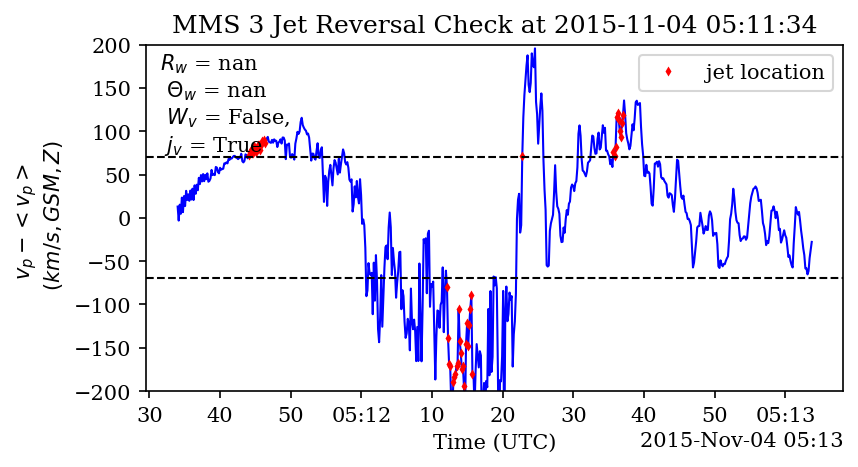 MMS 3 Jet Reversal Check at 2015-11-04 05:11:34
R_w = nan
Θ_w = nan
W_v = False,
j_v = True
jet location
200
150
100
50
0
−50
−100
−150
−200
v_p − < v_p >
(km/s, GSM, Z)
30 40 50 05:12 10 20 30 40 50 05:13
Time (UTC)
2015-Nov-04 05:13